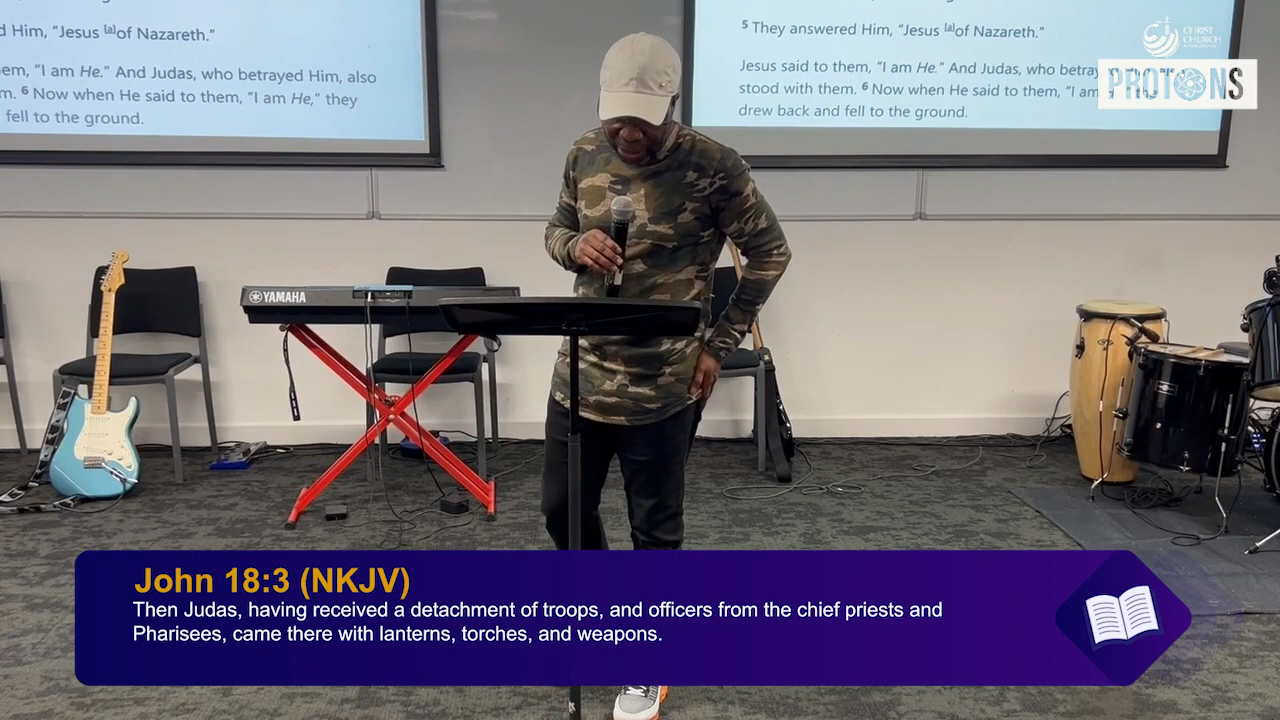 d Him, “Jesus [a]of Nazareth.”
em, “I am He.” And Judas, who betrayed Him, also
m. 6 Now when He said to them, “I am He,” they
fell to the ground.
5 They answered Him, “Jesus [a]of Nazareth.”
Jesus said to them, “I am He.” And Judas, who betray
stood with them. 6 Now when He said to them, “I am
drew back and fell to the ground.
CHRIST
CHURCH
PROTONS
YAMAHA
John 18:3 (NKJV)
Then Judas, having received a detachment of troops, and officers from the chief priests and
Pharisees, came there with lanterns, torches, and weapons.